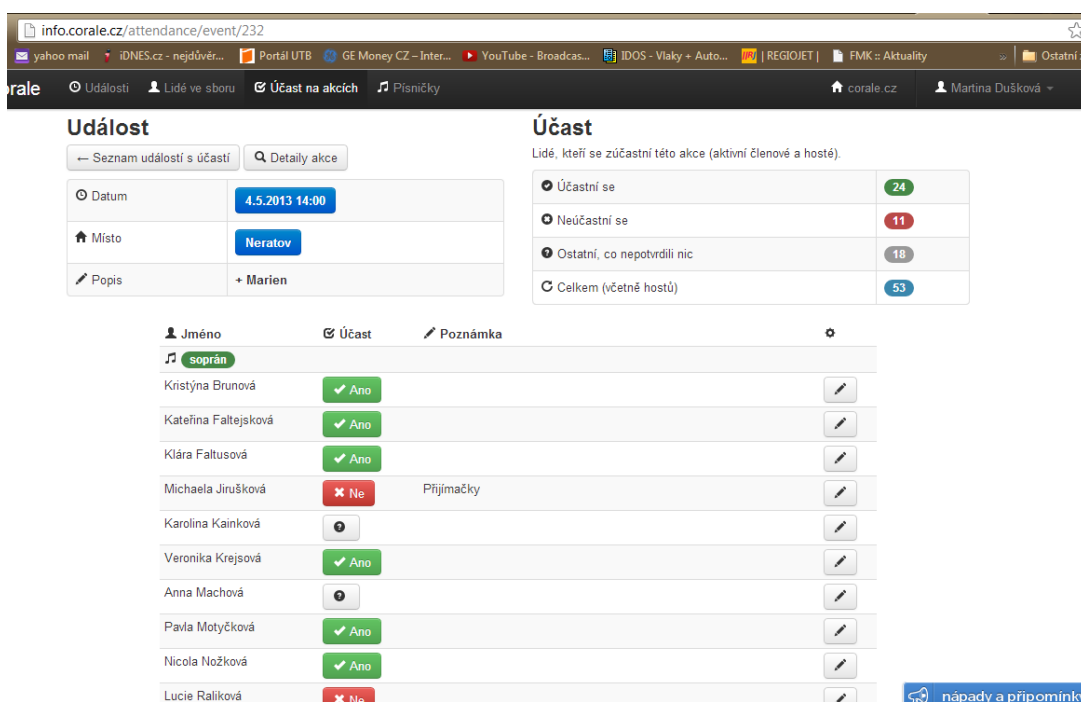 info.corale.cz/attendance/event/232
yahoo mail iDNES.cz - nejdůvěr... Portál UTB GE Money CZ – Inter... YouTube - Broadcas... IDOS - Vlaky + Auto... | REGIOJET | FMK :: Aktuality » Ostatní
orale Události Lidé ve sboru Účast na akcích Písničky corale.cz Martina Dušková
Událost
← Seznam událostí s účastí Detaily akce
Datum 4.5.2013 14:00
Místo Neratov
Popis + Marien
Účast
Lidé, kteří se zúčastní této akce (aktivní členové a hosté).
Účastní se 24
Neúčastní se 11
Ostatní, co nepotvrdili nic 18
Celkem (včetně hostů) 53
Jméno Účast Poznámka
soprán
Kristýna Brunová Ano
Kateřina Faltejsková Ano
Klára Faltusová Ano
Michaela Jirušková Ne Přijímačky
Karolina Kainková
Veronika Krejsová Ano
Anna Machová
Pavla Motyčková Ano
Nicola Nožková Ano
Lucie Raliková Ne
nápady a připomínky